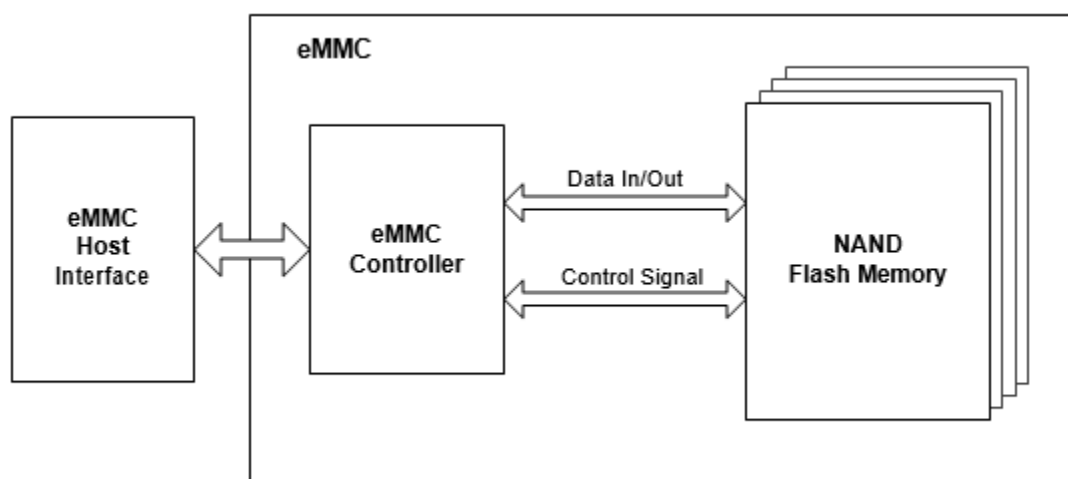 eMMC
eMMC
Host
Interface
eMMC
Controller
Data In/Out
Control Signal
NAND
Flash Memory